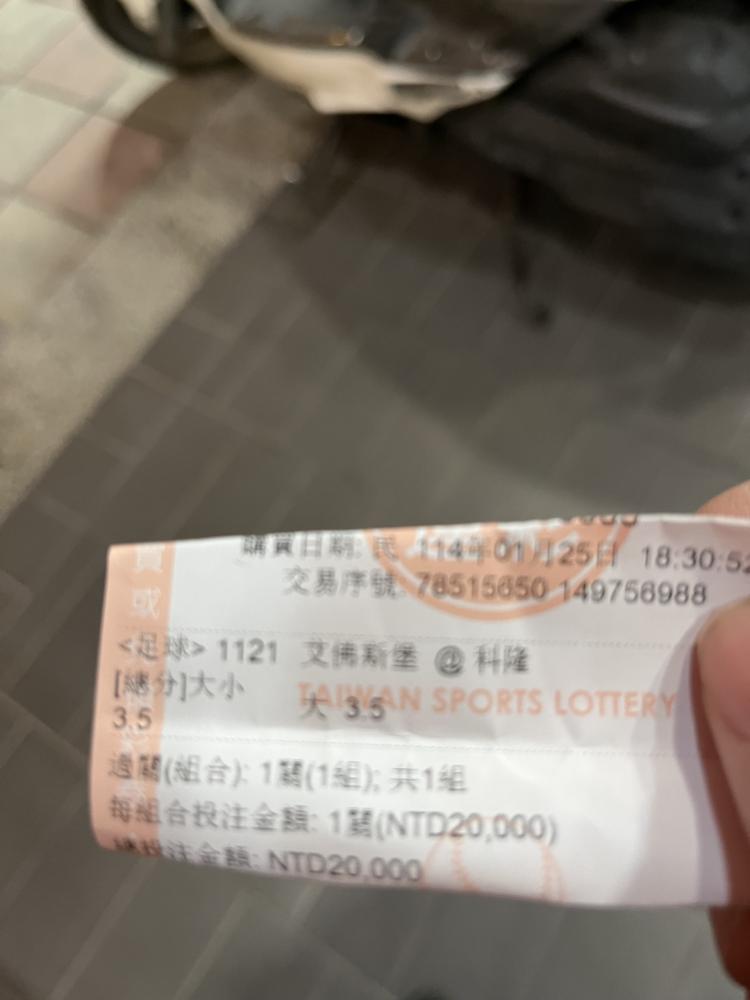 購買日期: 民 114年01月25日 18:30:52
交易序號: 78515650 149756988
<足球> 1121 艾佛斯堡 @ 科隆
[總分]大小 大 3.5
3.5
TAIWAN SPORTS LOTTERY
過關(組合): 1關(1組); 共1組
每組合投注金額: 1關(NTD20,000)
總投注金額: NTD20,000
買或